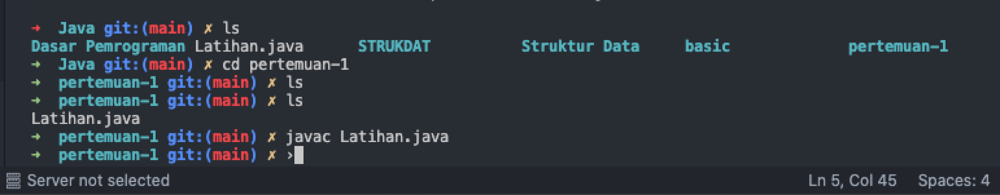 ➜ Java git:(main) ✗ ls
Dasar Pemrograman Latihan.java STRUKDAT Struktur Data basic pertemuan-1
➜ Java git:(main) ✗ cd pertemuan-1
➜ pertemuan-1 git:(main) ✗ ls
➜ pertemuan-1 git:(main) ✗ ls
Latihan.java
➜ pertemuan-1 git:(main) ✗ javac Latihan.java
➜ pertemuan-1 git:(main) ✗ ›
Server not selected Ln 5, Col 45 Spaces: 4